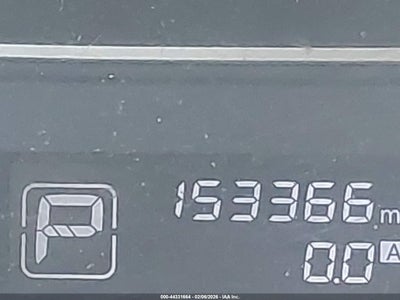 153366 m
P
0.0 A
000-44331664 - 02/06/2026 - IAA Inc.